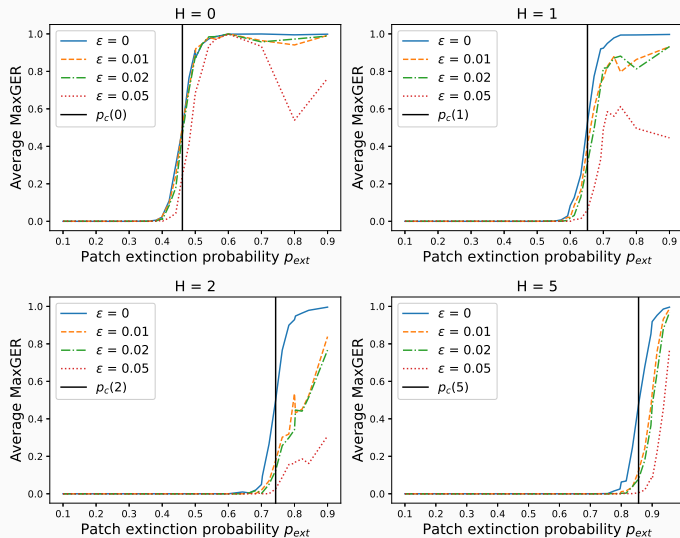 H = 0
Average MaxGER
1.0
0.8
0.6
0.4
0.2
0.0
ε = 0
ε = 0.01
ε = 0.02
ε = 0.05
p_c(0)
0.1 0.2 0.3 0.4 0.5 0.6 0.7 0.8 0.9
Patch extinction probability p_ext
H = 1
Average MaxGER
1.0
0.8
0.6
0.4
0.2
0.0
ε = 0
ε = 0.01
ε = 0.02
ε = 0.05
p_c(1)
0.1 0.2 0.3 0.4 0.5 0.6 0.7 0.8 0.9
Patch extinction probability p_ext
H = 2
Average MaxGER
1.0
0.8
0.6
0.4
0.2
0.0
ε = 0
ε = 0.01
ε = 0.02
ε = 0.05
p_c(2)
0.1 0.2 0.3 0.4 0.5 0.6 0.7 0.8 0.9
Patch extinction probability p_ext
H = 5
Average MaxGER
1.0
0.8
0.6
0.4
0.2
0.0
ε = 0
ε = 0.01
ε = 0.02
ε = 0.05
p_c(5)
0.1 0.2 0.3 0.4 0.5 0.6 0.7 0.8 0.9
Patch extinction probability p_ext